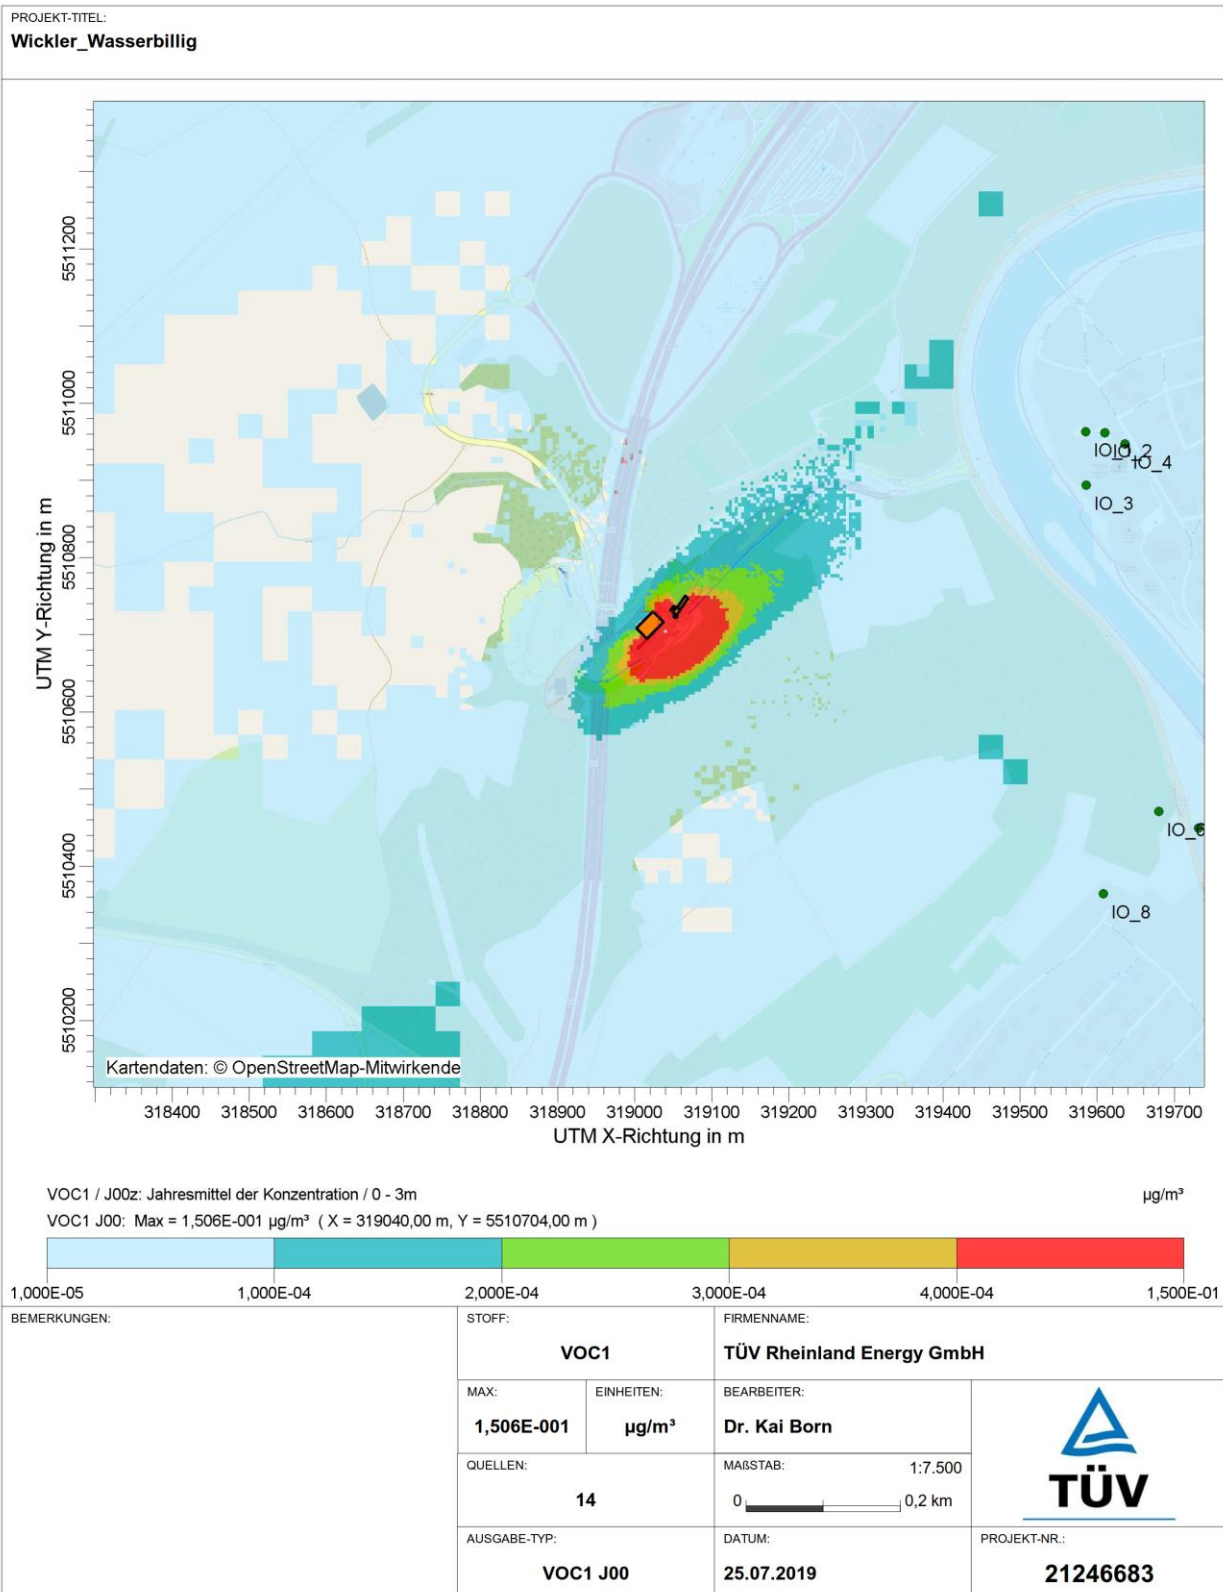 PROJEKT-TITEL:
Wickler_Wasserbillig
UTM Y-Richtung in m
5511200
5511000
5510800
5510600
5510400
5510200
IO_2
IO_4
IO_3
IO_8
Kartendaten: © OpenStreetMap-Mitwirkende
318400 318500 318600 318700 318800 318900 319000 319100 319200 319300 319400 319500 319600 319700
UTM X-Richtung in m
VOC1 / J00z: Jahresmittel der Konzentration / 0 - 3m µg/m³
VOC1 J00: Max = 1,506E-001 µg/m³ ( X = 319040,00 m, Y = 5510704,00 m )
1,000E-05 1,000E-04 2,000E-04 3,000E-04 4,000E-04 1,500E-01
BEMERKUNGEN:
STOFF:
VOC1
FIRMENNAME:
TÜV Rheinland Energy GmbH
MAX:
1,506E-001
EINHEITEN:
µg/m³
BEARBEITER:
Dr. Kai Born
QUELLEN:
14
MAßSTAB: 1:7.500
0 0,2 km
TÜV
AUSGABE-TYP:
VOC1 J00
DATUM:
25.07.2019
PROJEKT-NR.:
21246683